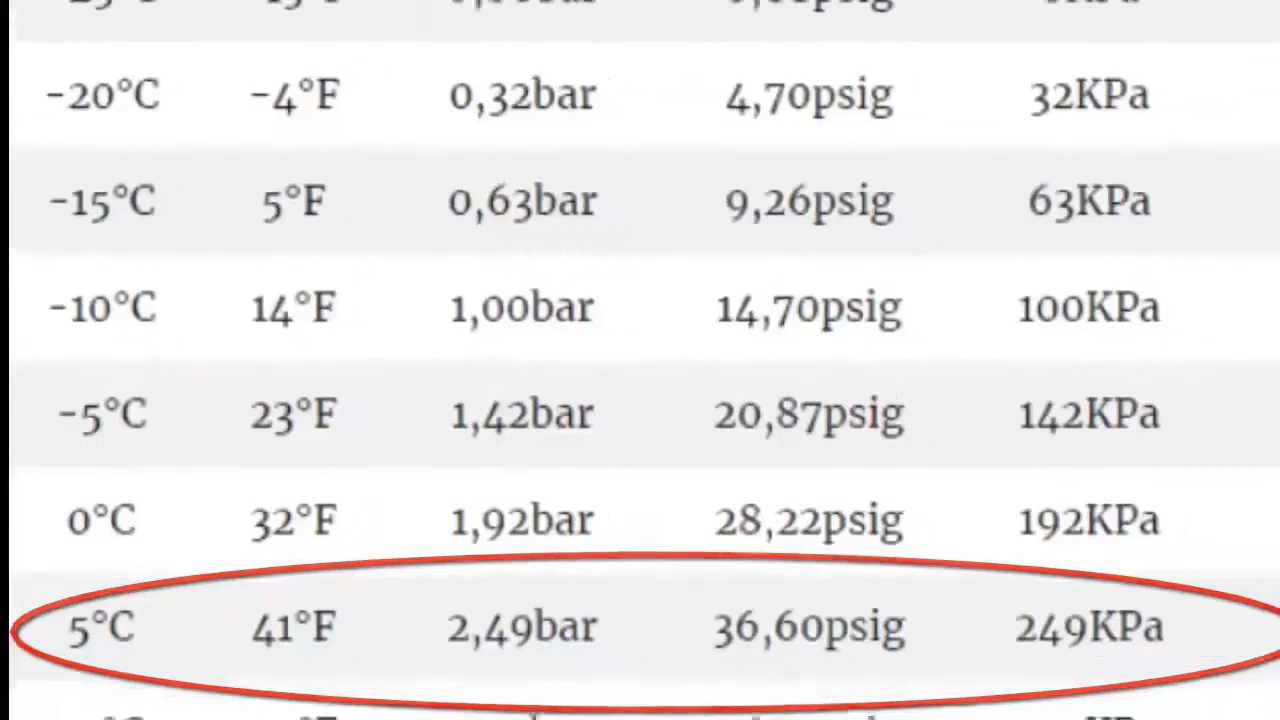 -20°C -4°F 0,32bar 4,70psig 32KPa
-15°C 5°F 0,63bar 9,26psig 63KPa
-10°C 14°F 1,00bar 14,70psig 100KPa
-5°C 23°F 1,42bar 20,87psig 142KPa
0°C 32°F 1,92bar 28,22psig 192KPa
5°C 41°F 2,49bar 36,60psig 249KPa